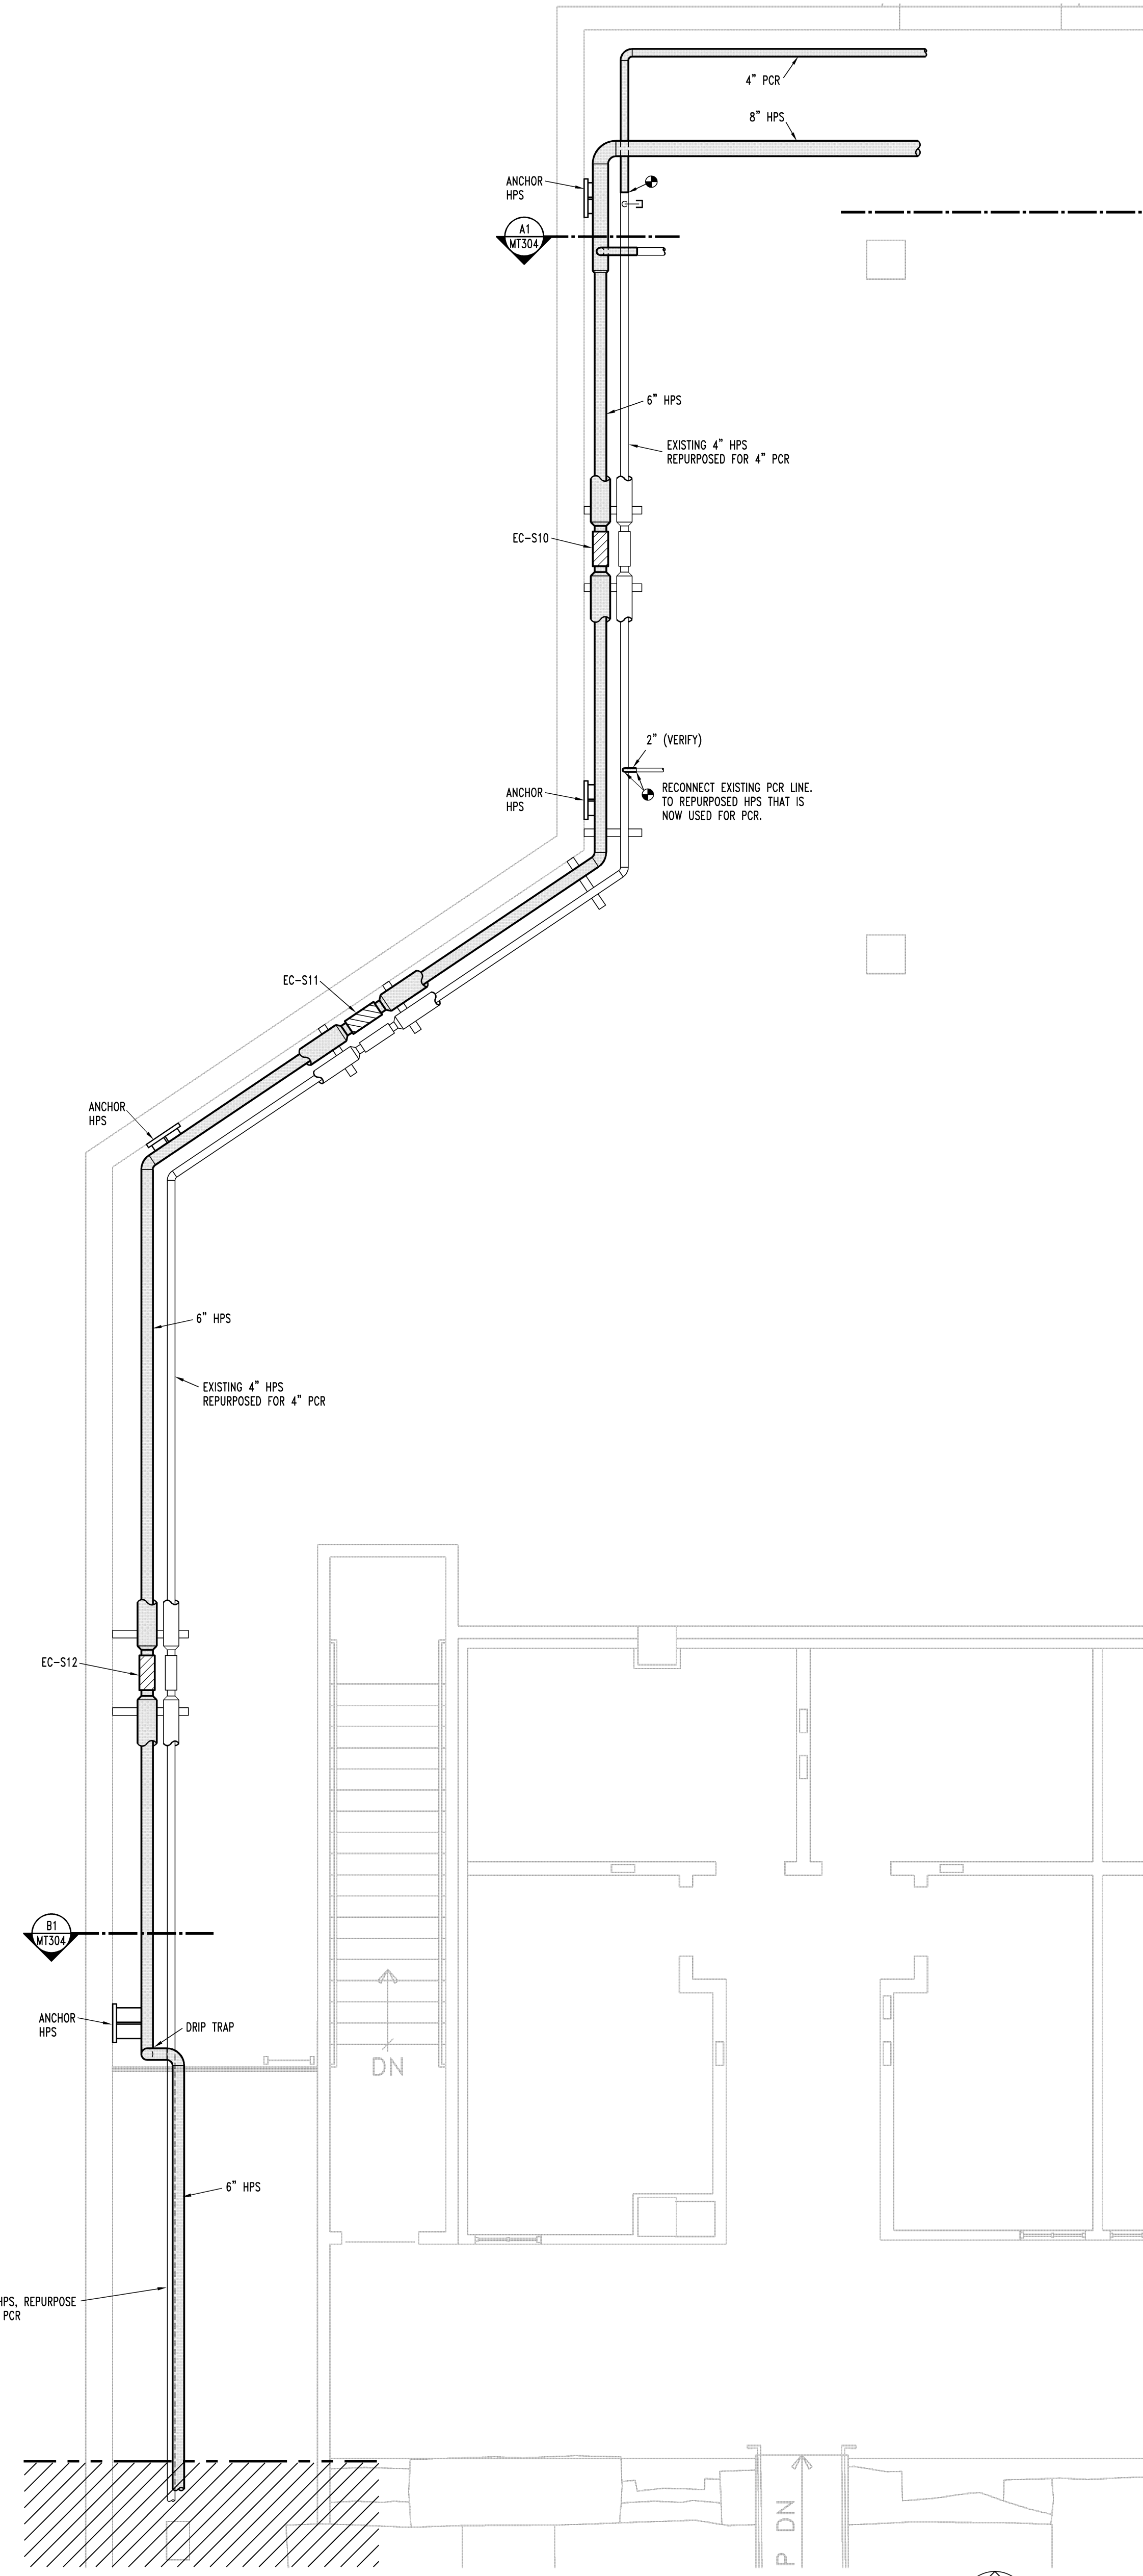 4" PCR
8" HPS
ANCHOR
HPS
A1
MT304
6" HPS
EXISTING 4" HPS
REPURPOSED FOR 4" PCR
EC-S10
2" (VERIFY)
ANCHOR
HPS
RECONNECT EXISTING PCR LINE.
TO REPURPOSED HPS THAT IS
NOW USED FOR PCR.
EC-S11
ANCHOR
HPS
6" HPS
EXISTING 4" HPS
REPURPOSED FOR 4" PCR
EC-S12
B1
MT304
ANCHOR
HPS
DRIP TRAP
DN
6" HPS
HPS, REPURPOSE
PCR
P DN